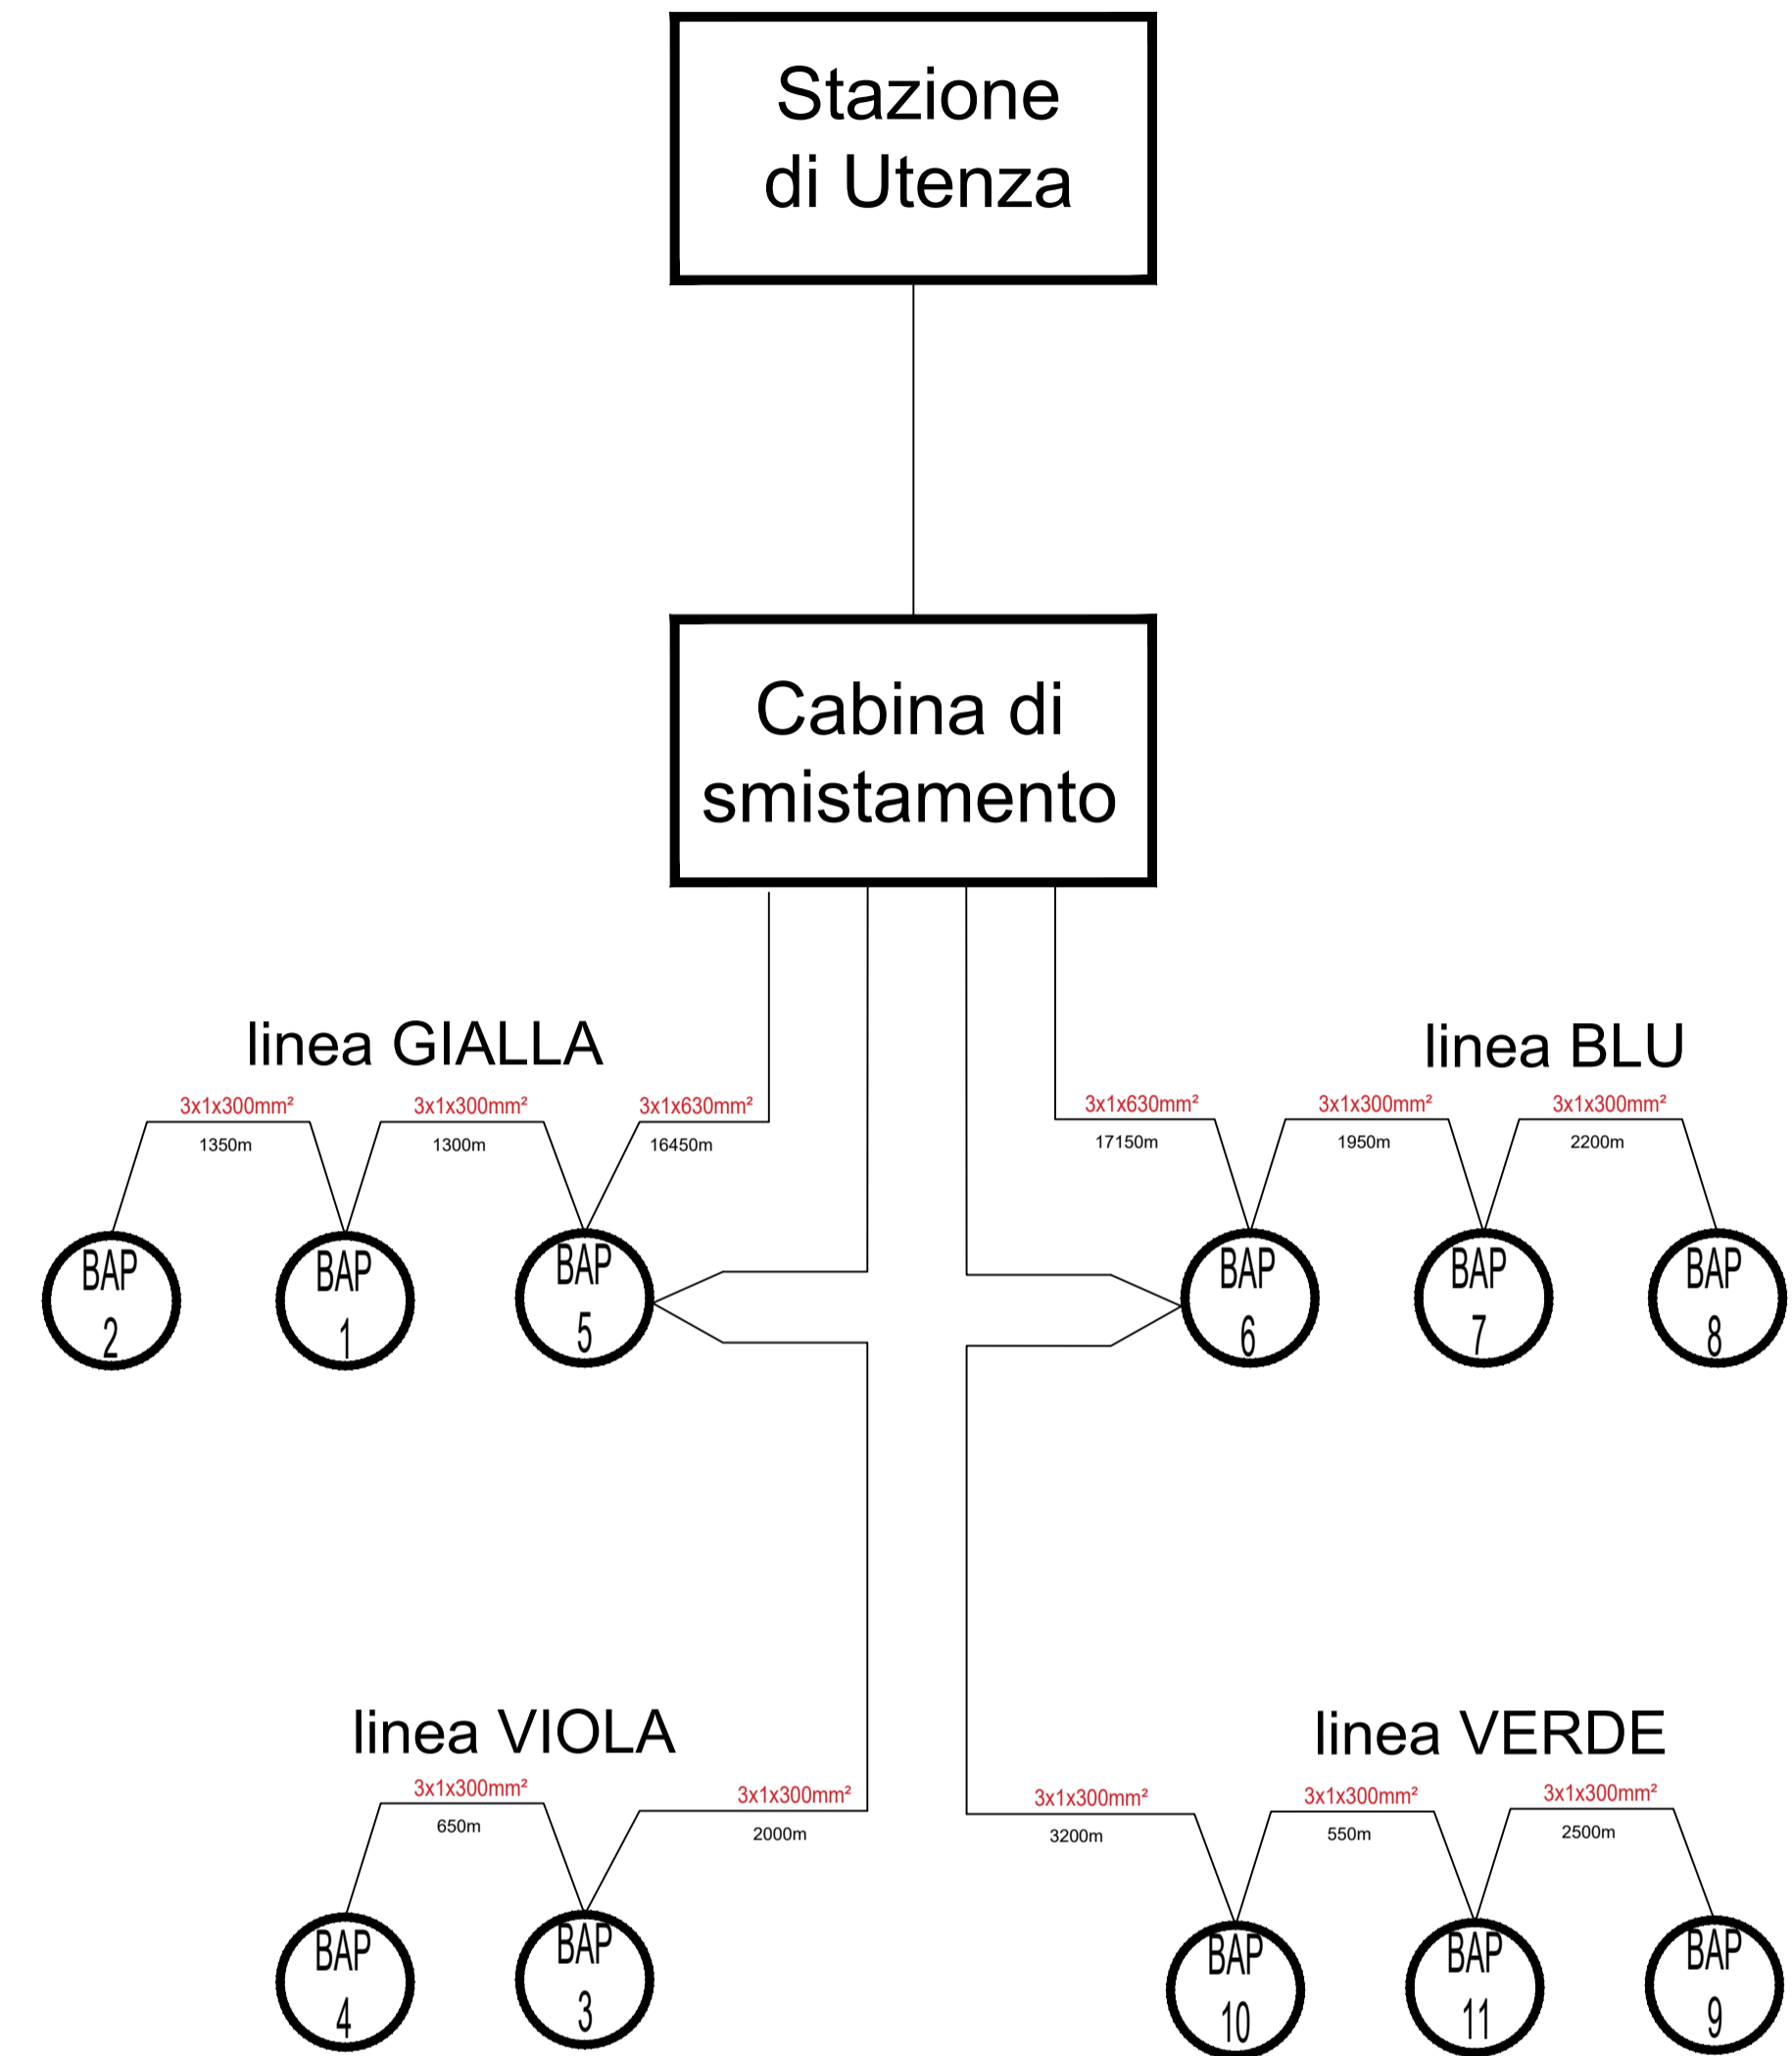 Stazione
di Utenza
Cabina di
smistamento
linea GIALLA
3x1x300mm²
1350m
3x1x300mm²
1300m
3x1x630mm²
16450m
BAP
2
BAP
1
BAP
5
linea BLU
3x1x630mm²
17150m
3x1x300mm²
1950m
3x1x300mm²
2200m
BAP
6
BAP
7
BAP
8
linea VIOLA
3x1x300mm²
650m
3x1x300mm²
2000m
BAP
4
BAP
3
linea VERDE
3x1x300mm²
3200m
3x1x300mm²
550m
3x1x300mm²
2500m
BAP
10
BAP
11
BAP
9